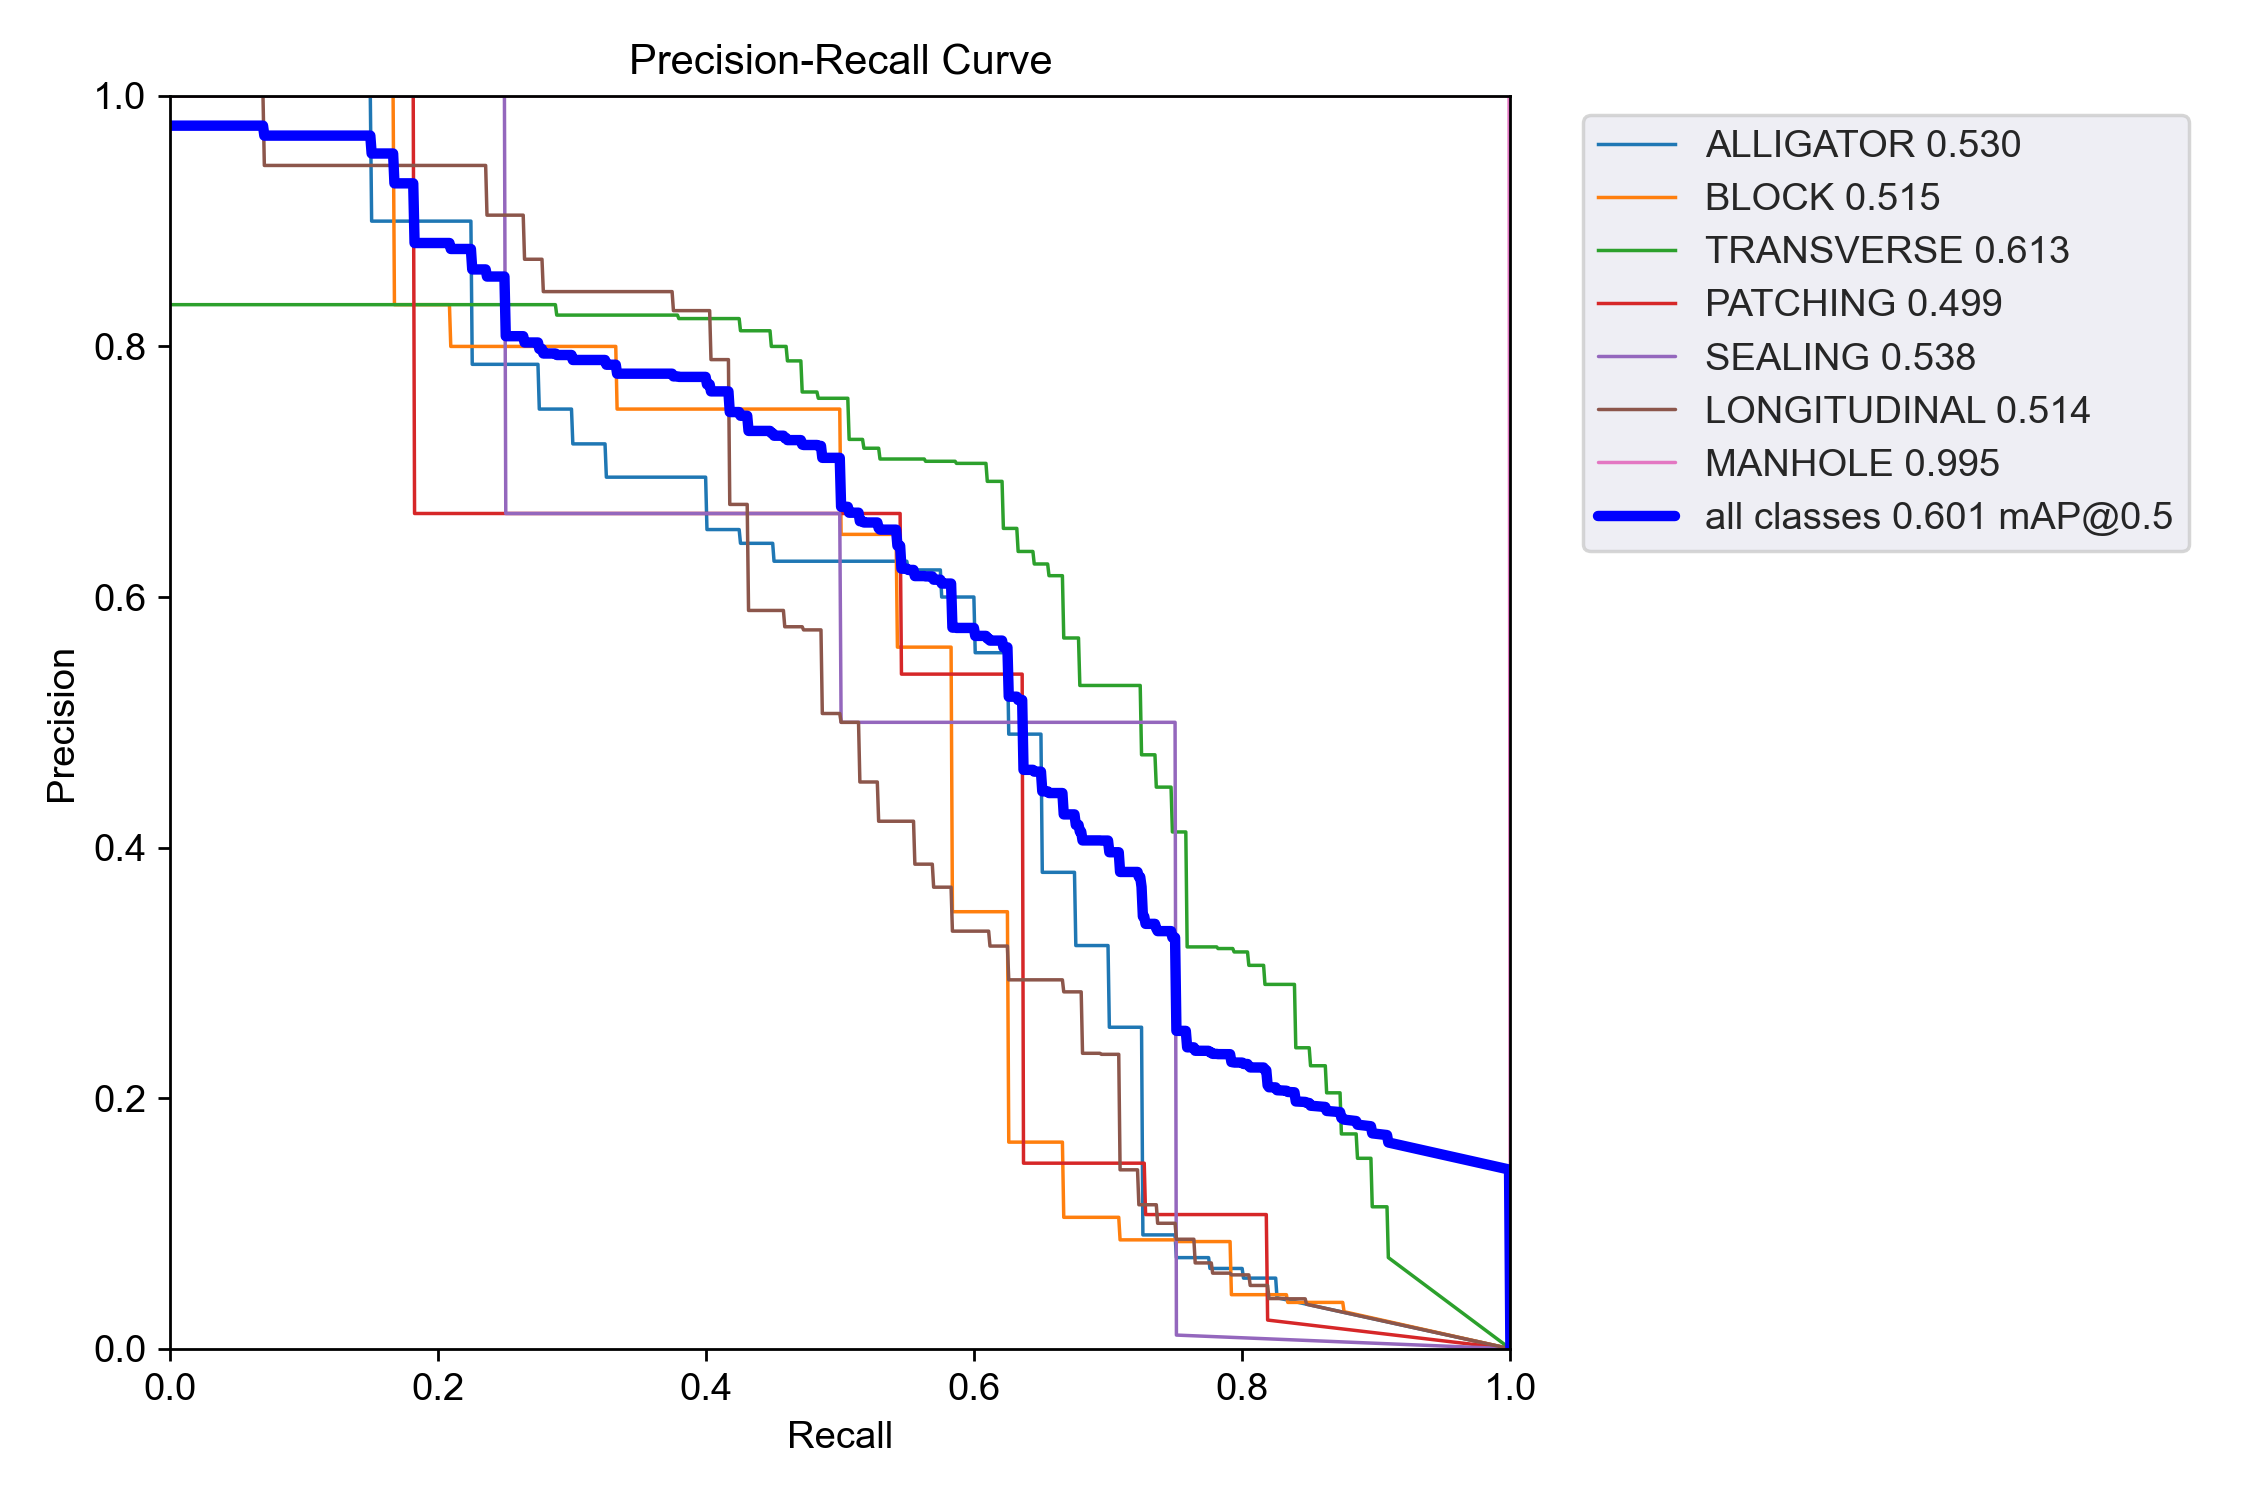 Precision-Recall Curve
1.0
0.8
0.6
0.4
0.2
0.0
Precision
0.0 0.2 0.4 0.6 0.8 1.0
Recall
ALLIGATOR 0.530
BLOCK 0.515
TRANSVERSE 0.613
PATCHING 0.499
SEALING 0.538
LONGITUDINAL 0.514
MANHOLE 0.995
all classes 0.601 mAP@0.5